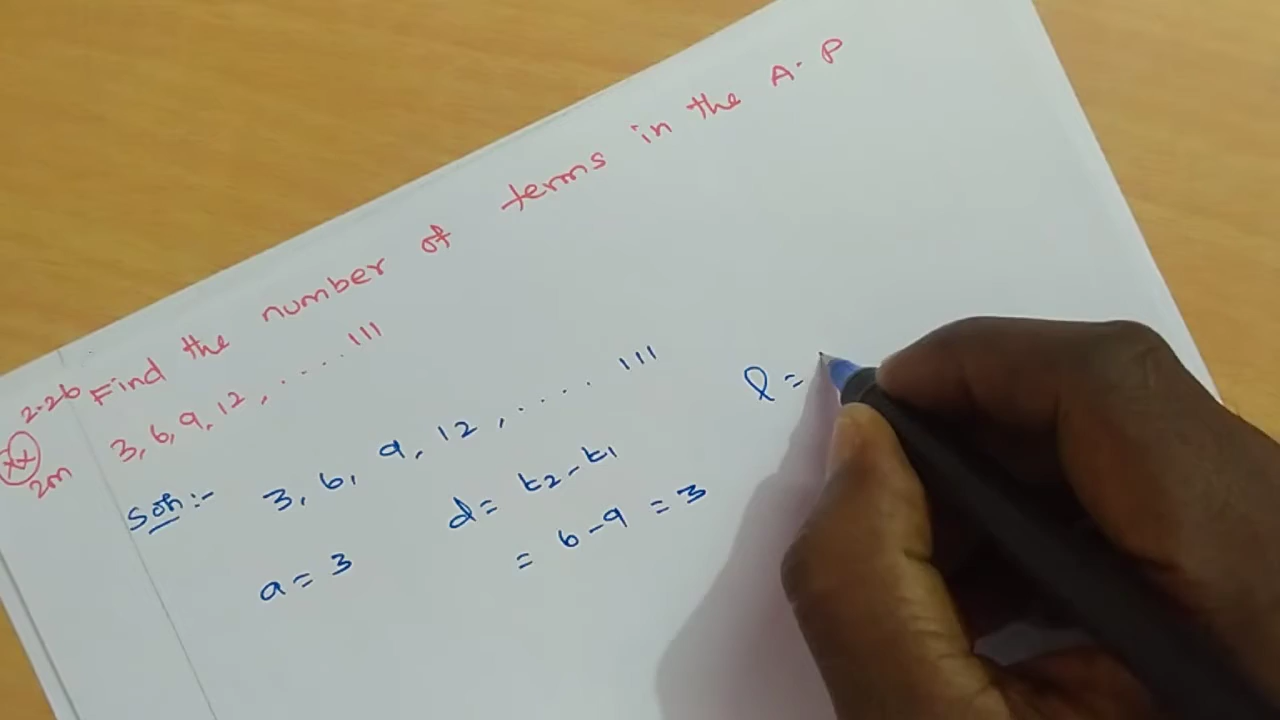 2.26 Find the number of terms in the A.P
3, 6, 9, 12, .... 111
2m
Soln:- 3, 6, 9, 12, .... 111
a = 3
d = t2 - t1
= 6 - 9 = 3
l =